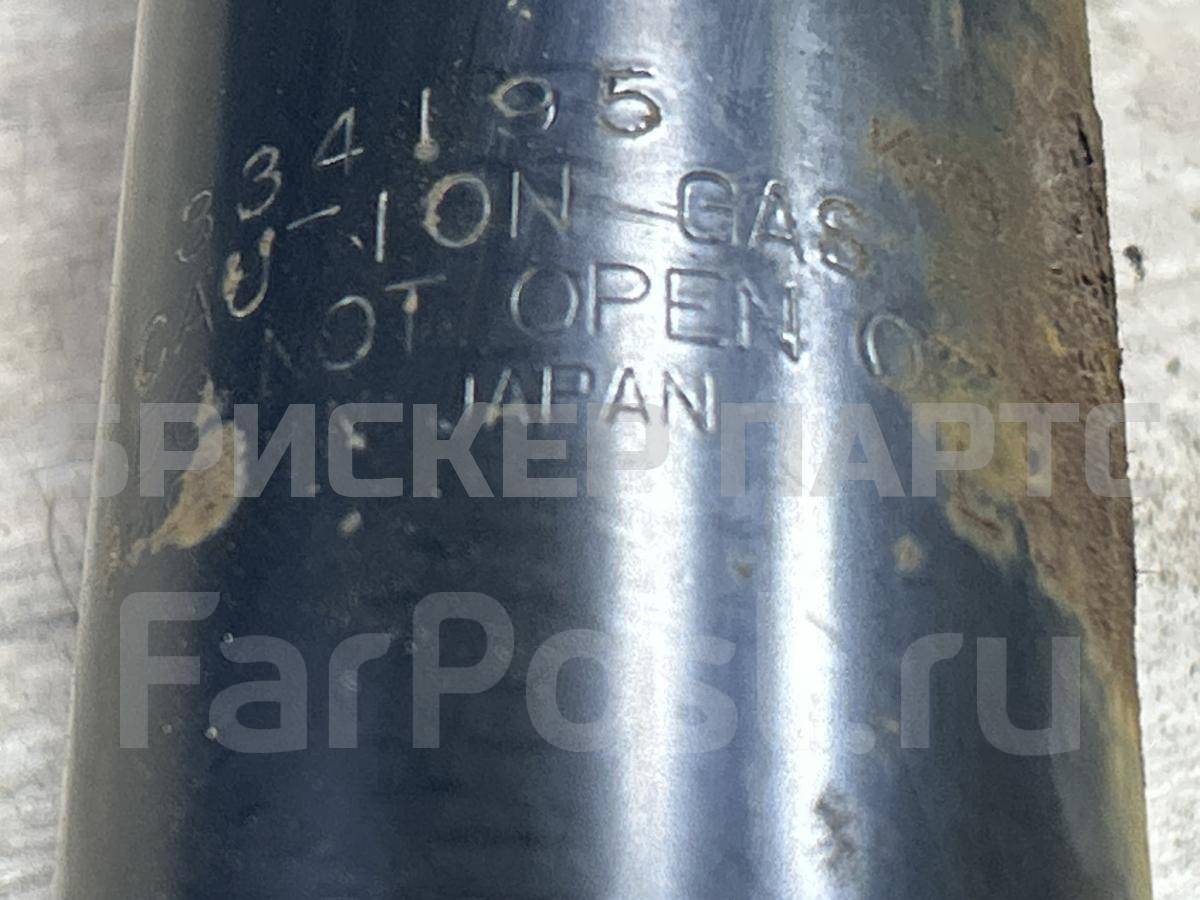 334195
CAUTION GAS
NOT OPEN
JAPAN
БРИСКЕР ПАРТС
FarPost.ru